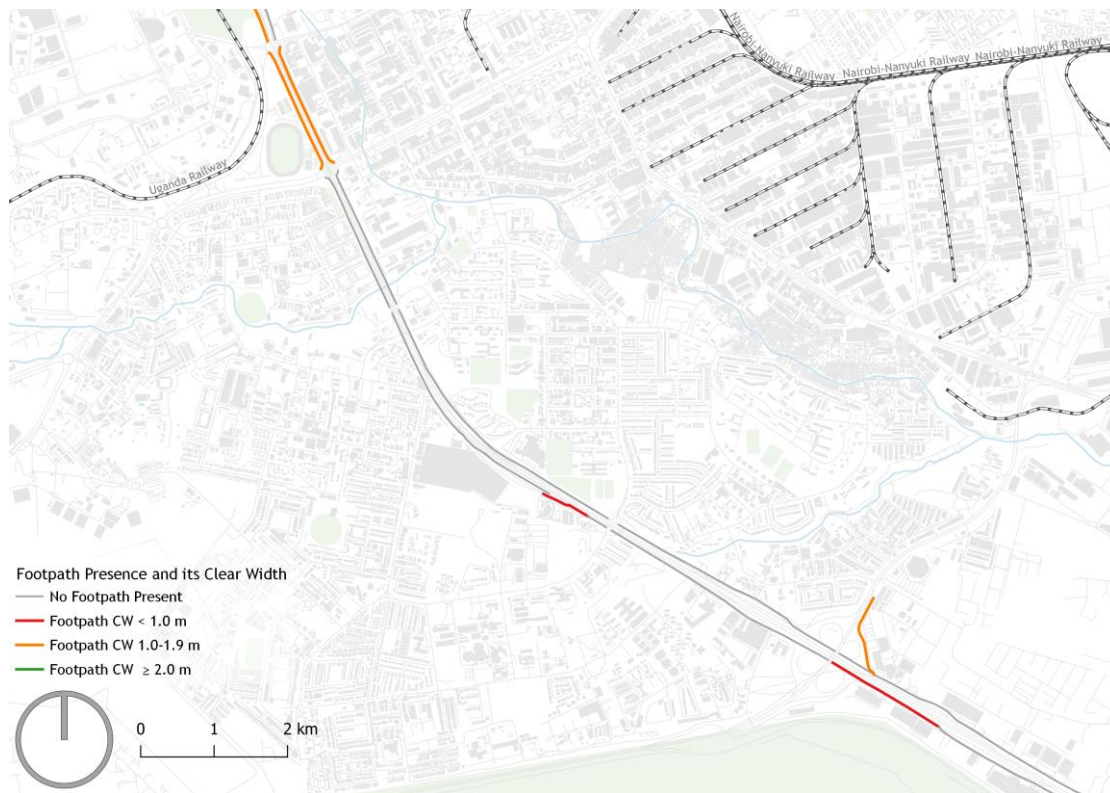 Nairobi-Nanyuki Railway
Nairobi-Nanyuki Railway
Nairobi-Nanyuki Railway
Uganda Railway
Footpath Presence and its Clear Width
No Footpath Present
Footpath CW < 1.0 m
Footpath CW 1.0-1.9 m
Footpath CW ≥ 2.0 m
0 1 2 km